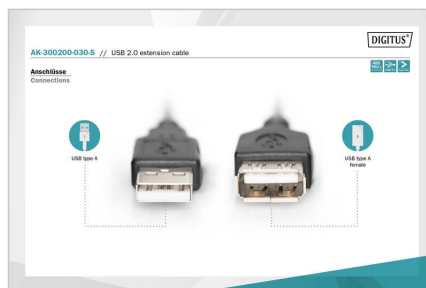 DIGITUS®
AK-300200-030-S // USB 2.0 extension cable
Anschlüsse
Connections
USB type A
USB type A
female